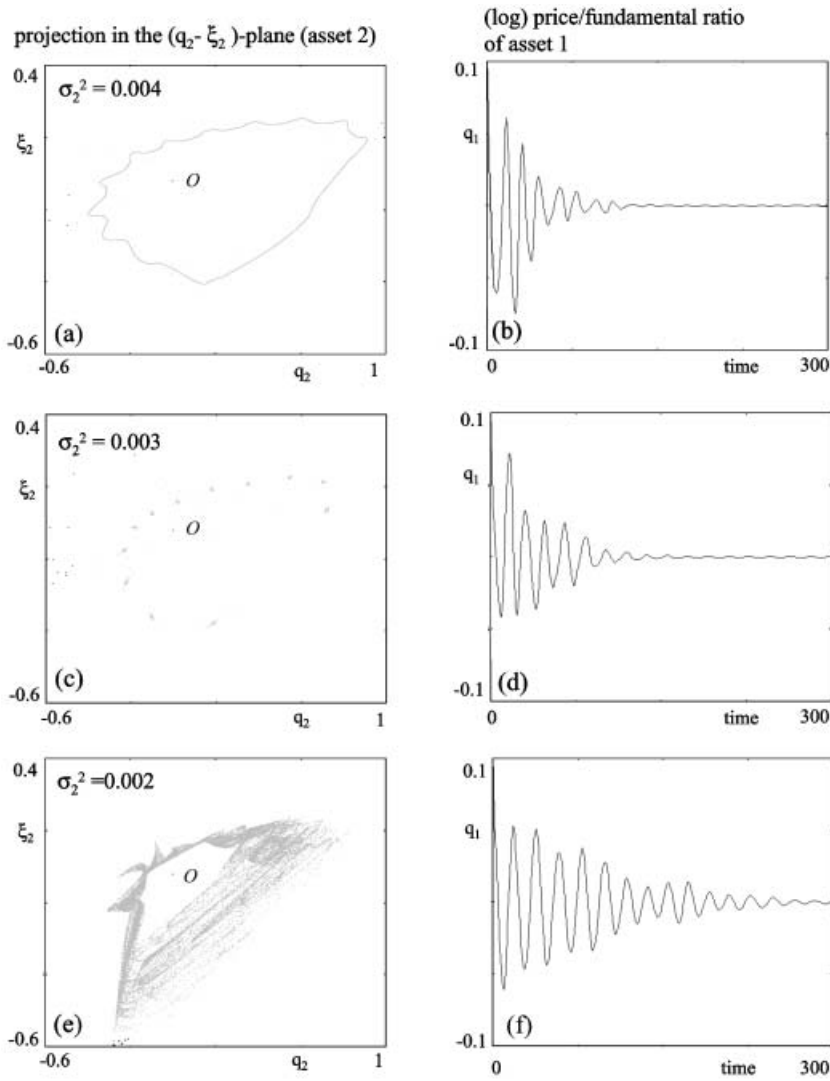 projection in the (q₂- ξ₂ )-plane (asset 2)
(log) price/fundamental ratio
of asset 1
0.4
σ₂² = 0.004
ξ₂
O
(a)
-0.6
-0.6
q₂
1
0.1
q₁
(b)
-0.1
0
time
300
0.4
σ₂² = 0.003
ξ₂
O
(c)
-0.6
-0.6
q₂
1
0.1
q₁
(d)
-0.1
0
time
300
0.4
σ₂² =0.002
ξ₂
O
(e)
-0.6
-0.6
q₂
1
0.1
q₁
(f)
-0.1
0
time
300